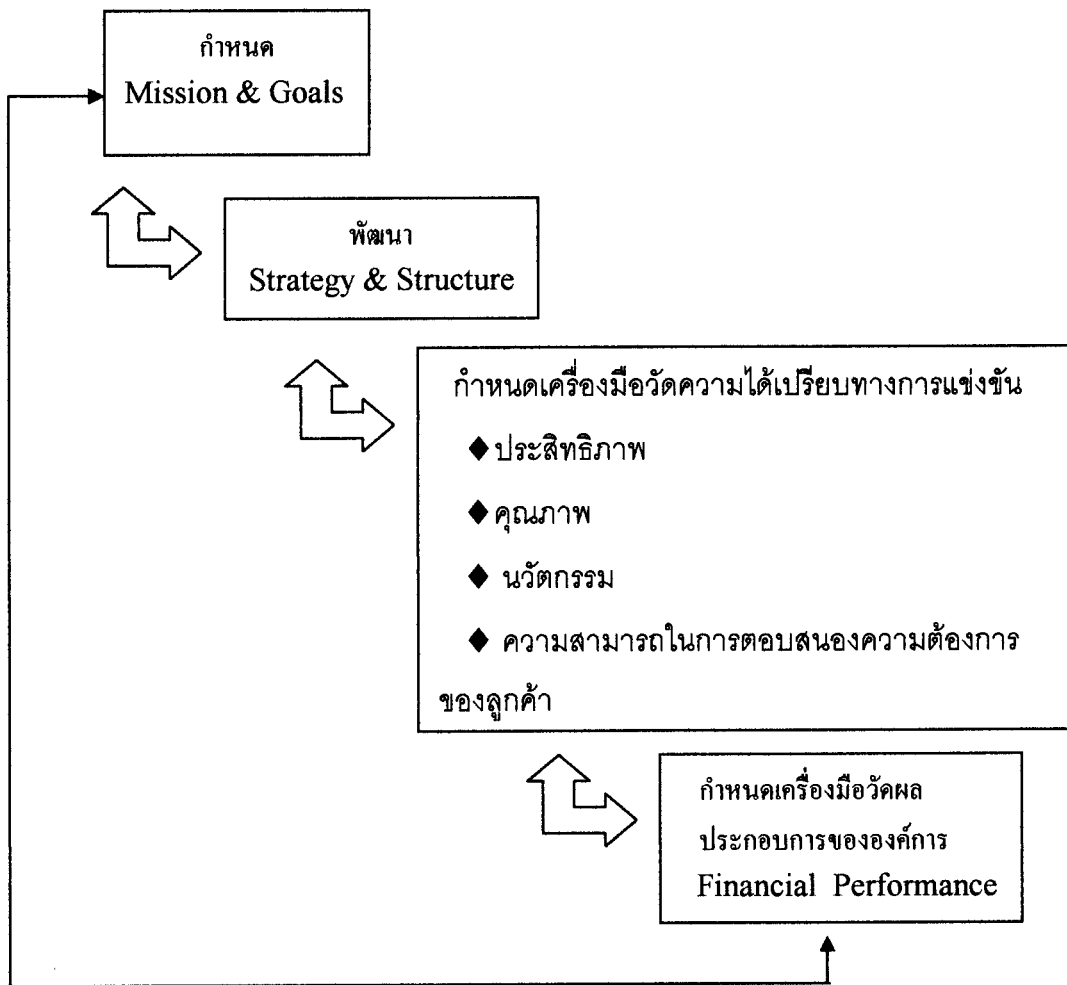 กำหนด
Mission & Goals
พัฒนา
Strategy & Structure
กำหนดเครื่องมือวัดความได้เปรียบทางการแข่งขัน
◆ประสิทธิภาพ
◆คุณภาพ
◆ นวัตกรรม
◆ ความสามารถในการตอบสนองความต้องการ
ของลูกค้า
กำหนดเครื่องมือวัดผล
ประกอบการขององค์การ
Financial Performance